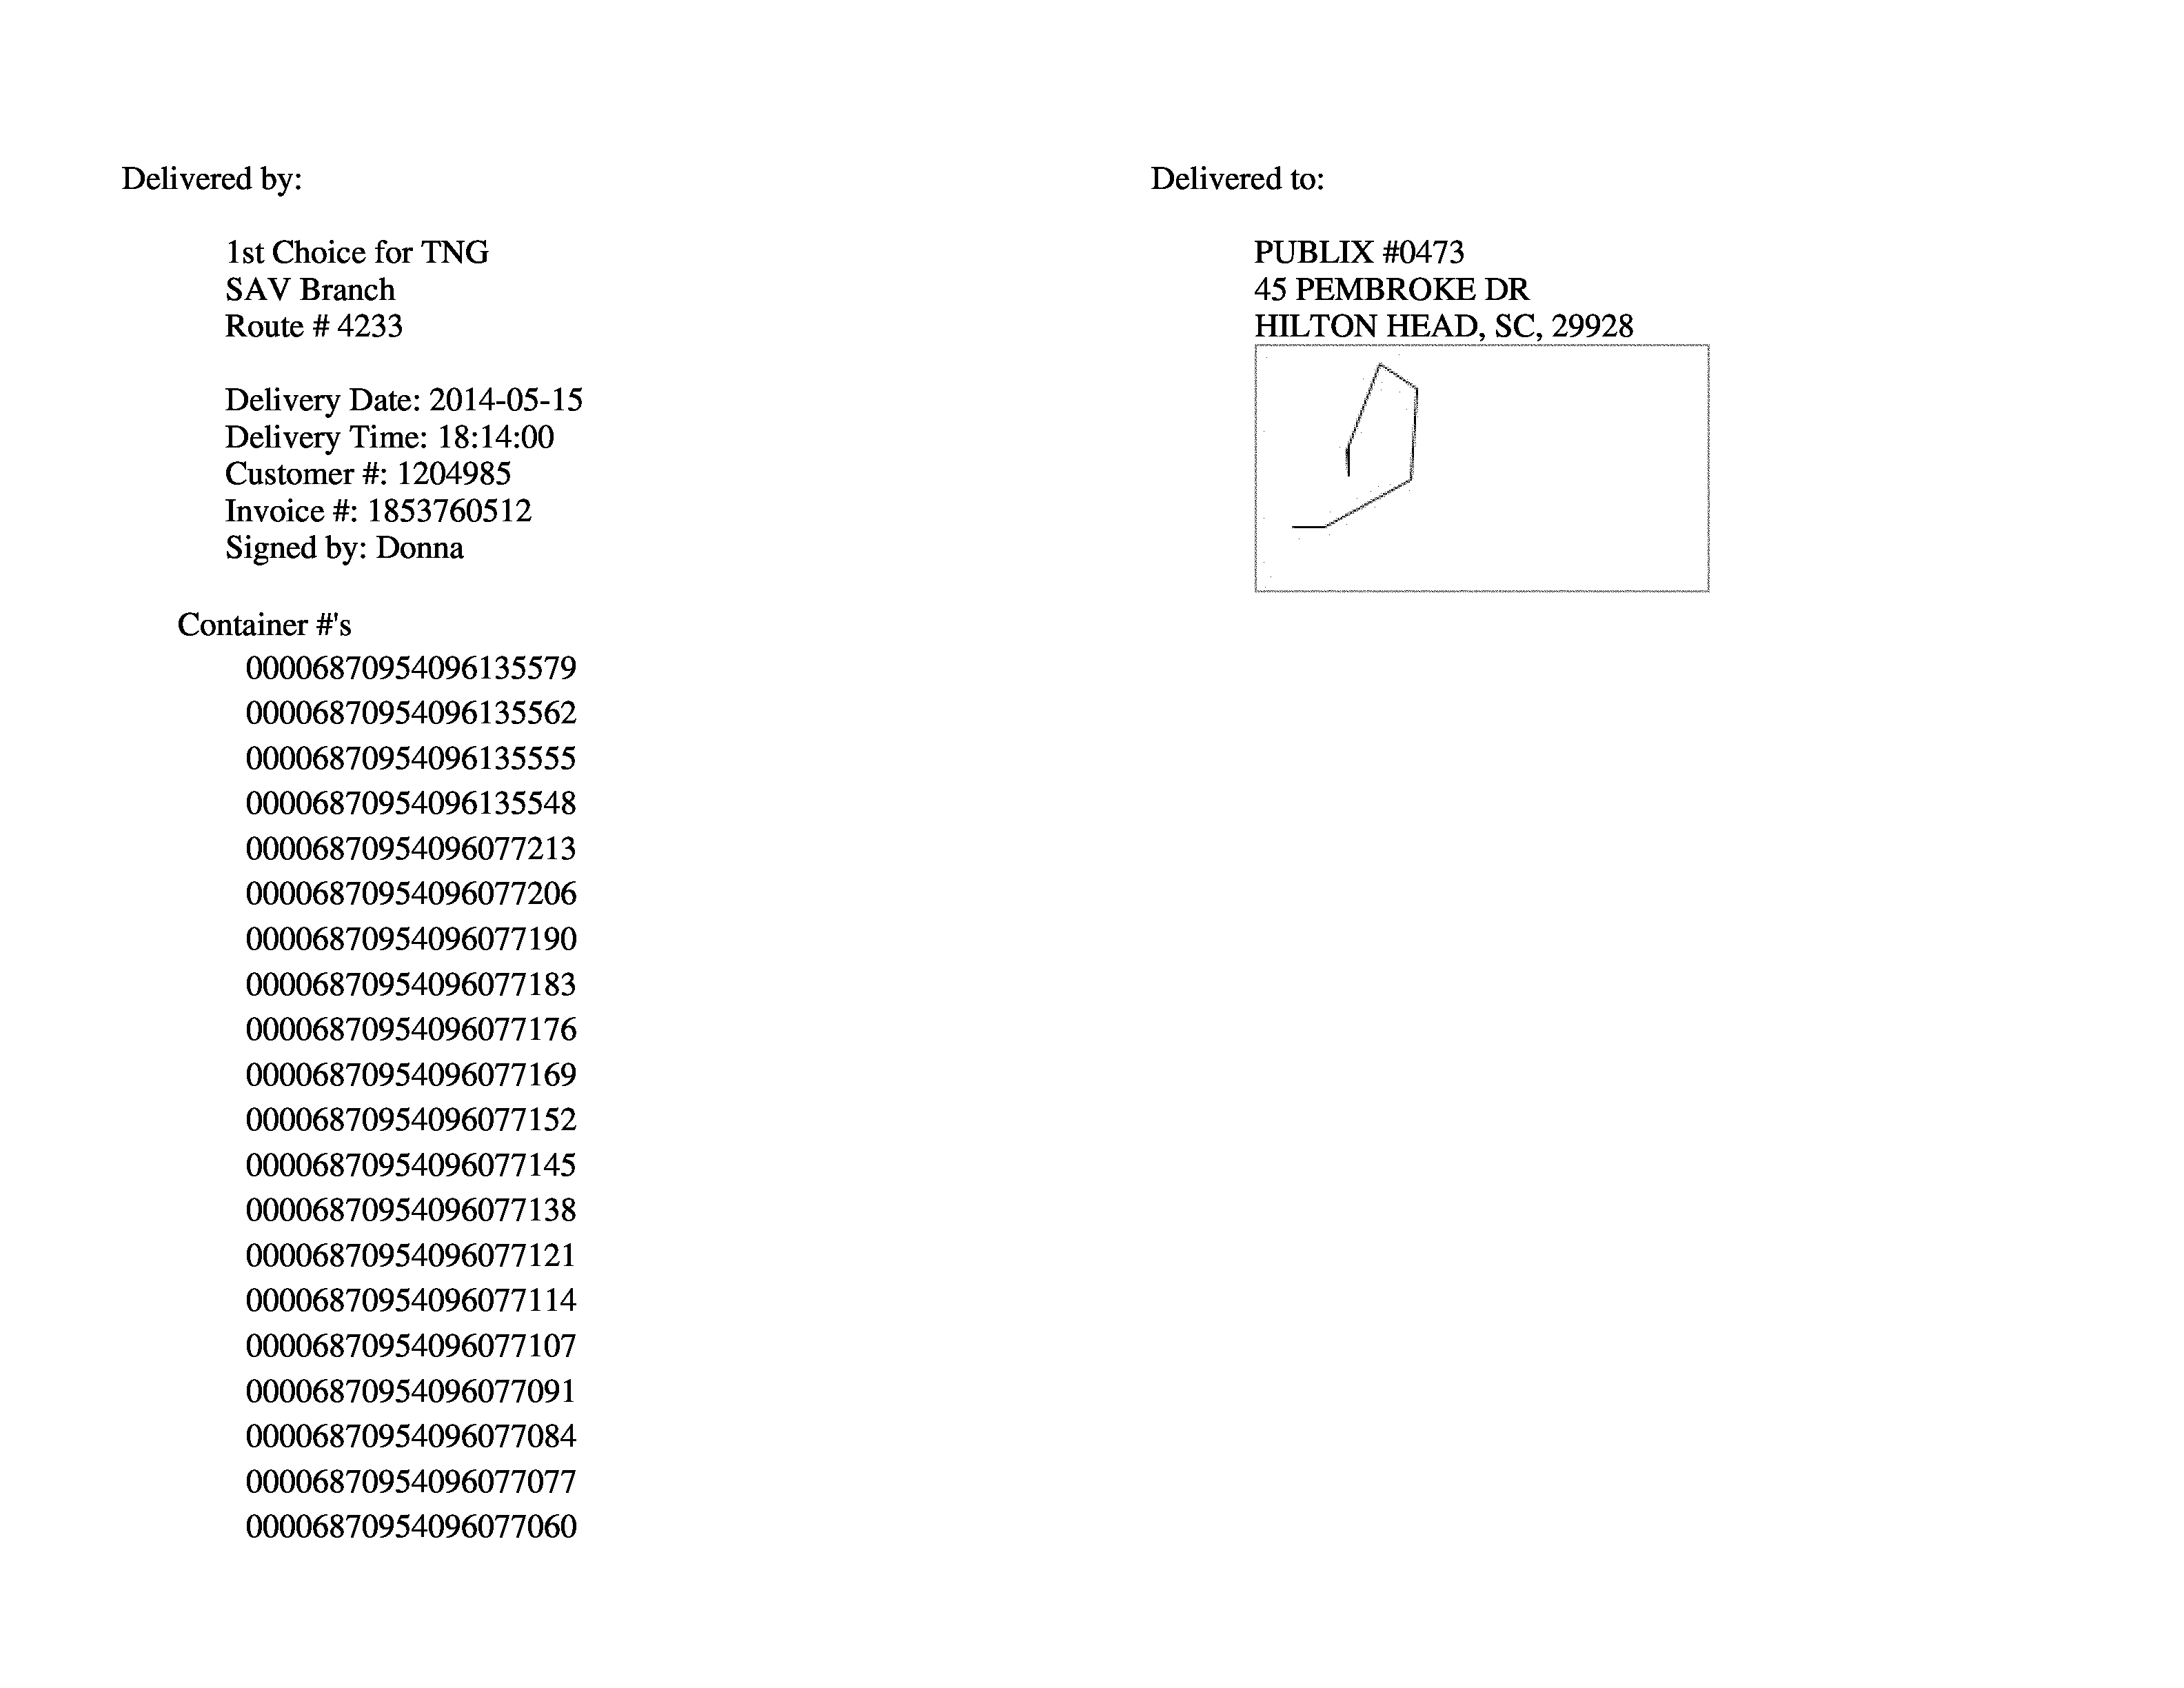 Delivered by:
1st Choice for TNG
SAV Branch
Route # 4233
Delivery Date: 2014-05-15
Delivery Time: 18:14:00
Customer #: 1204985
Invoice #: 1853760512
Signed by: Donna
Delivered to:
PUBLIX #0473
45 PEMBROKE DR
HILTON HEAD, SC, 29928
Container #'s
00006870954096135579
00006870954096135562
00006870954096135555
00006870954096135548
00006870954096077213
00006870954096077206
00006870954096077190
00006870954096077183
00006870954096077176
00006870954096077169
00006870954096077152
00006870954096077145
00006870954096077138
00006870954096077121
00006870954096077114
00006870954096077107
00006870954096077091
00006870954096077084
00006870954096077077
00006870954096077060